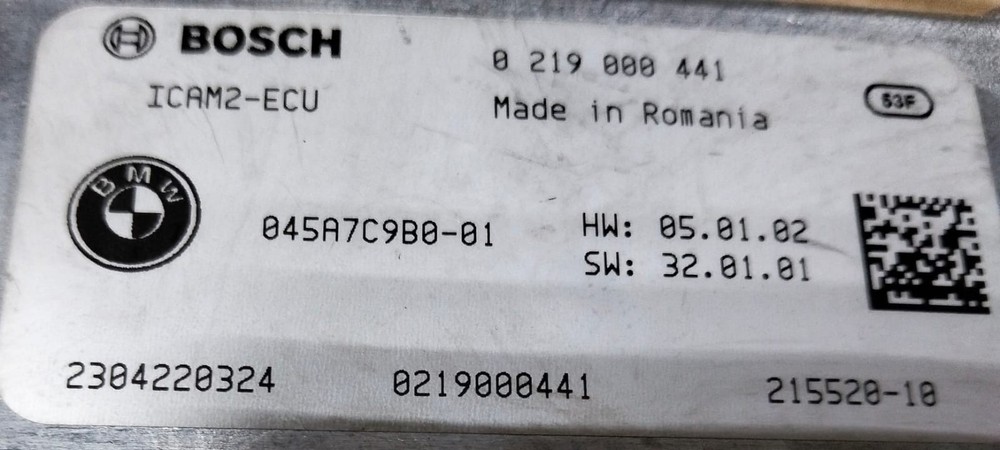 BOSCH
0 219 000 441
ICAM2-ECU
Made in Romania
53F
BMW
045A7C9B0-01
HW: 05.01.02
SW: 32.01.01
2304220324
0219000441
215520-10